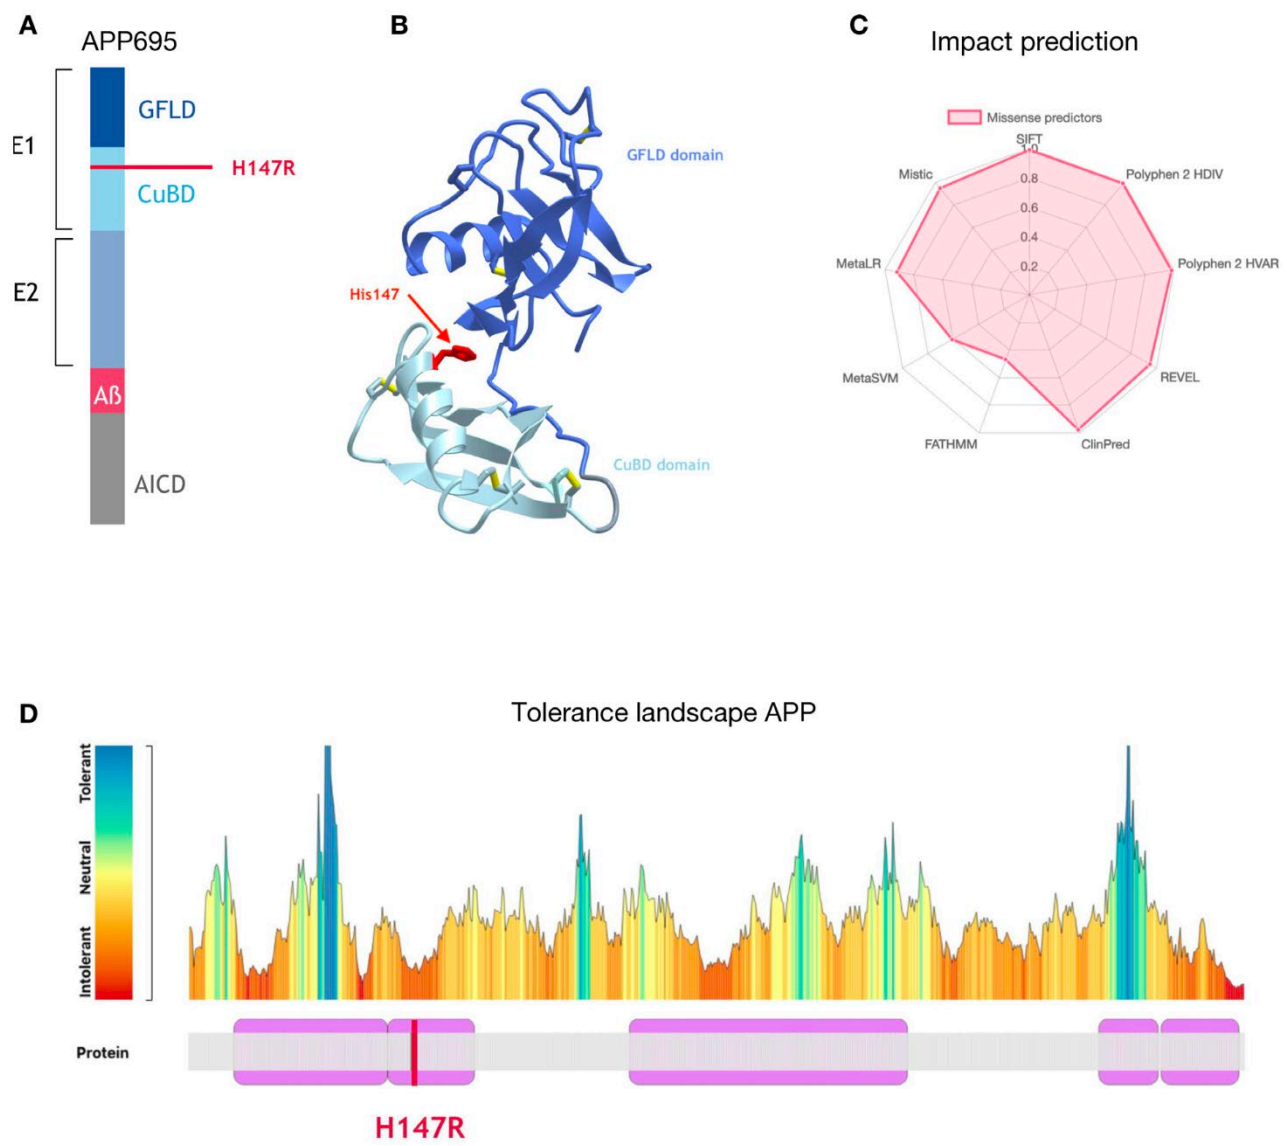 A
APP695
E1
GFLD
H147R
CuBD
E2
Aß
AICD
B
GFLD domain
His147
CuBD domain
C
Impact prediction
Missense predictors
SIFT
1.0
Mistic
0.8
Polyphen 2 HDIV
0.6
0.4
MetaLR
0.2
Polyphen 2 HVAR
MetaSVM
REVEL
FATHMM
ClinPred
D
Tolerance landscape APP
Tolerant
Neutral
Intolerant
Protein
H147R